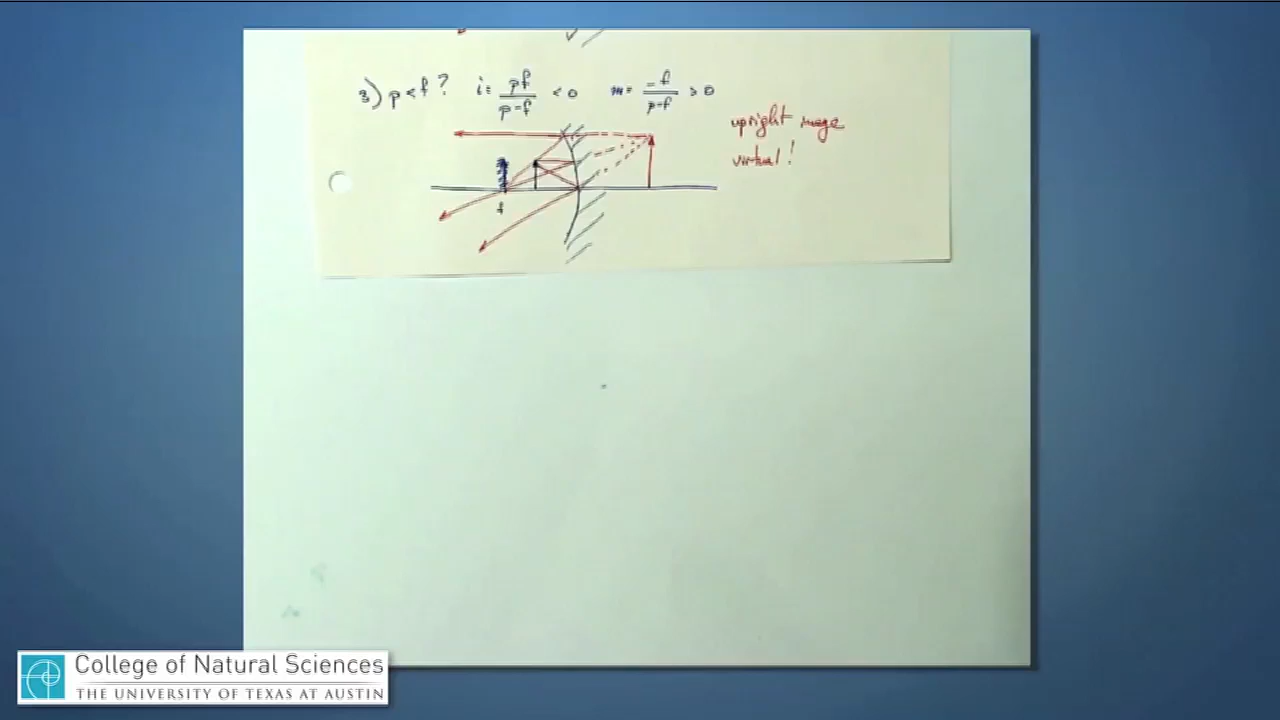 3) p < f ? i = pf / p-f < 0 m = -f / p-f > 0
upright image
virtual !
f
College of Natural Sciences
THE UNIVERSITY OF TEXAS AT AUSTIN